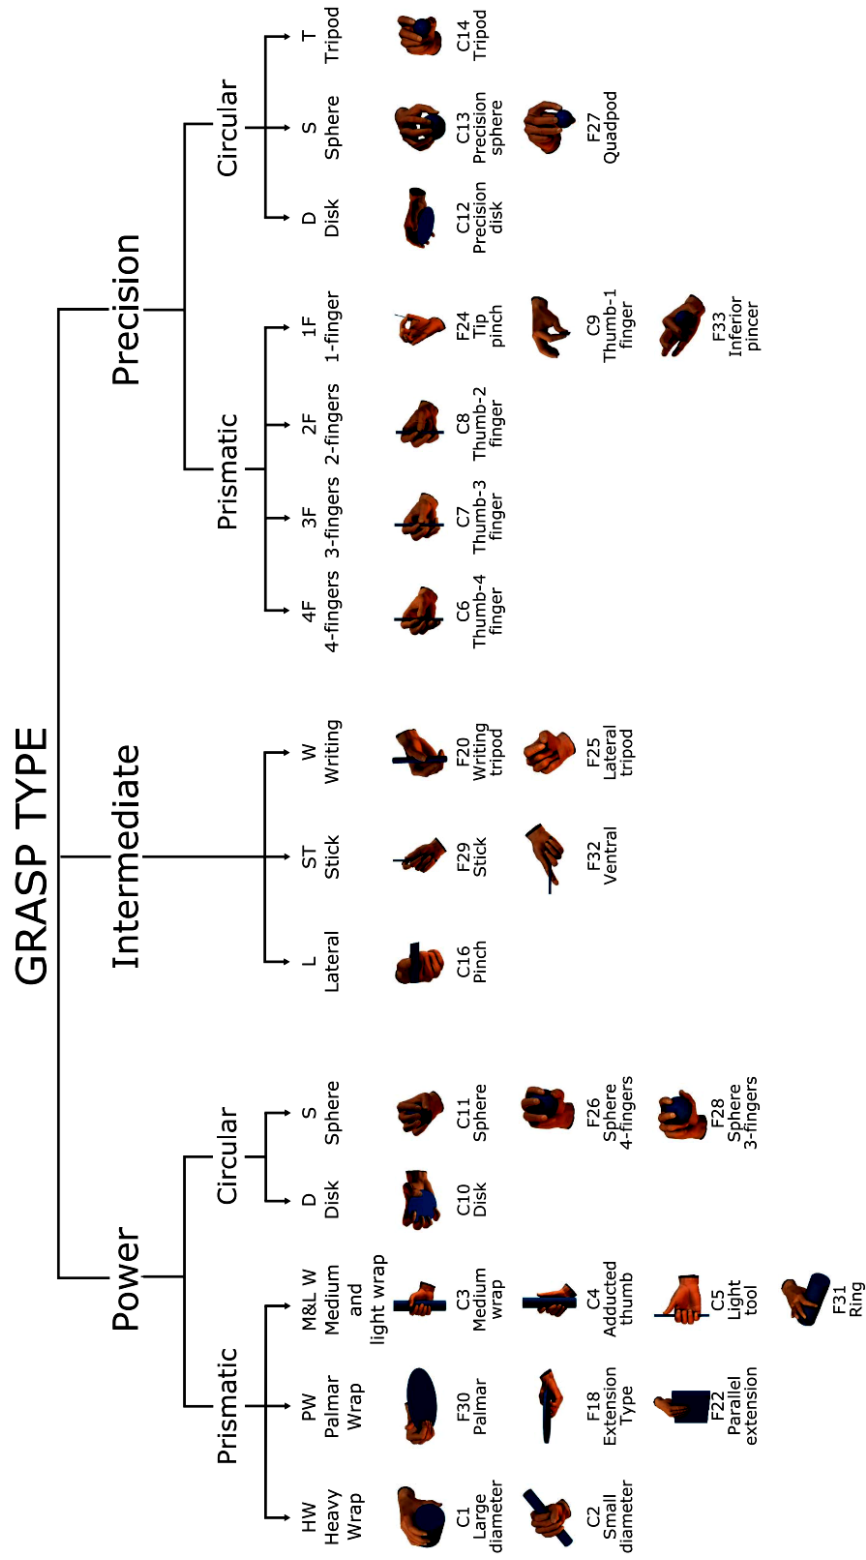 GRASP TYPE
Power
Intermediate
Precision
Prismatic
Circular
Prismatic
Circular
HW
Heavy
Wrap
PW
Palmar
Wrap
M&L W
Medium
and
light wrap
D
Disk
S
Sphere
L
Lateral
ST
Stick
W
Writing
4F
4-fingers
3F
3-fingers
2F
2-fingers
1F
1-finger
D
Disk
S
Sphere
T
Tripod
C1
Large
diameter
F30
Palmar
C3
Medium
wrap
C10
Disk
C11
Sphere
C16
Pinch
F29
Stick
F20
Writing
tripod
C6
Thumb-4
finger
C7
Thumb-3
finger
C8
Thumb-2
finger
F24
Tip
pinch
C12
Precision
disk
C13
Precision
sphere
C14
Tripod
C2
Small
diameter
F18
Extension
Type
C4
Adducted
thumb
F26
Sphere
4-fingers
F32
Ventral
F25
Lateral
tripod
C9
Thumb-1
finger
F27
Quadpod
F22
Parallel
extension
C5
Light
tool
F28
Sphere
3-fingers
F33
Inferior
pincer
F31
Ring